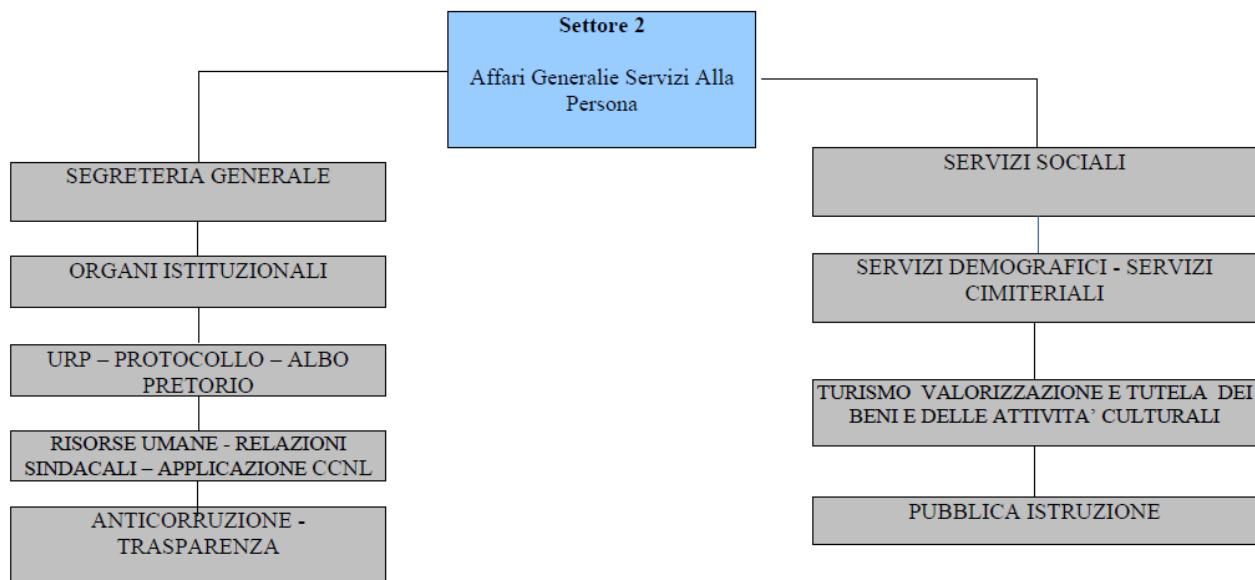 Settore 2
Affari Generalie Servizi Alla
Persona
SEGRETERIA GENERALE
ORGANI ISTITUZIONALI
URP – PROTOCOLLO – ALBO
PRETORIO
RISORSE UMANE - RELAZIONI
SINDACALI – APPLICAZIONE CCNL
ANTICORRUZIONE -
TRASPARENZA
SERVIZI SOCIALI
SERVIZI DEMOGRAFICI - SERVIZI
CIMITERIALI
TURISMO VALORIZZAZIONE E TUTELA DEI
BENI E DELLE ATTIVITA’ CULTURALI
PUBBLICA ISTRUZIONE